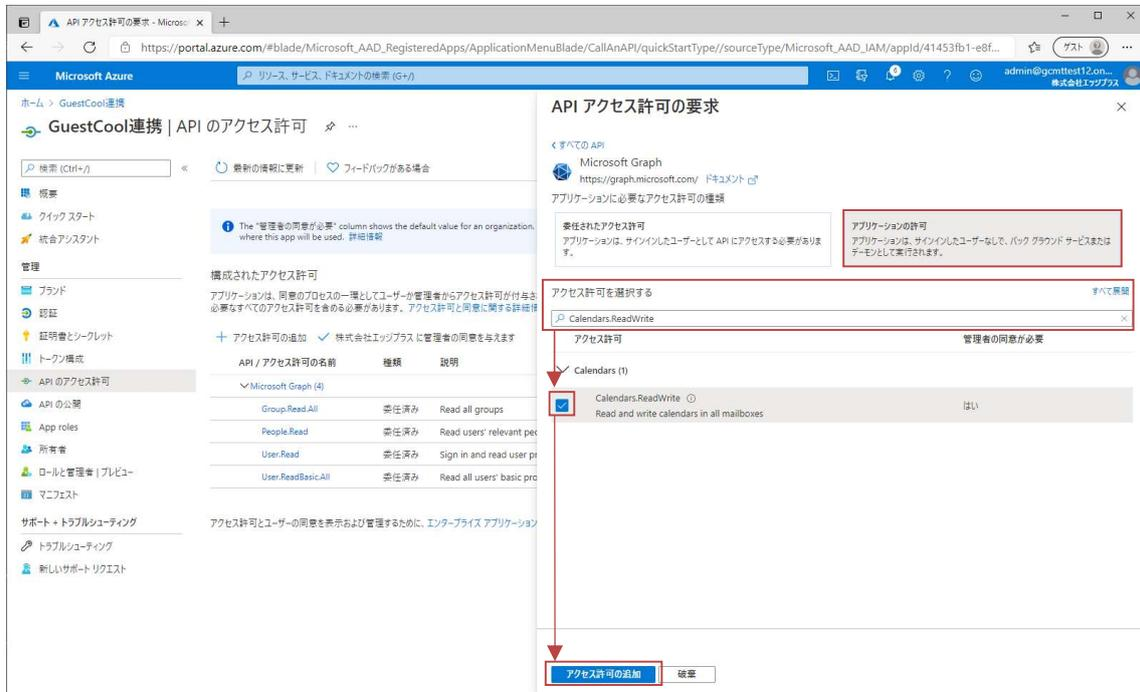 API アクセス許可の要求 - Microso
https://portal.azure.com/#blade/Microsoft_AAD_RegisteredApps/ApplicationMenuBlade/CallAnAPI/quickStartType//sourceType/Microsoft_AAD_IAM/appId/41453fb1-e8f...
ゲスト
Microsoft Azure
リソース、サービス、ドキュメントの検索 (G+/)
4
admin@gcmttest12.on...
株式会社エッジプラス
ホーム > GuestCool連携
GuestCool連携 | API のアクセス許可
検索 (Ctrl+/)
概要
クイック スタート
統合アシスタント
管理
ブランド
認証
証明書とシークレット
トークン構成
API のアクセス許可
API の公開
App roles
所有者
ロールと管理者 | プレビュー
マニフェスト
サポート + トラブルシューティング
トラブルシューティング
新しいサポート リクエスト
最新の情報に更新
フィードバックがある場合
The "管理者の同意が必要" column shows the default value for an organization.
where this app will be used. 詳細情報
構成されたアクセス許可
アプリケーションは、同意のプロセスの一環としてユーザーか管理者からアクセス許可が付与さ
必要なすべてのアクセス許可を含める必要があります。アクセス許可と同意に関する詳細情
アクセス許可の追加 株式会社エッジプラス に管理者の同意を与えます
API / アクセス許可の名前 種類 説明
Microsoft Graph (4)
Group.Read.All 委任済み Read all groups
People.Read 委任済み Read users' relevant peo
User.Read 委任済み Sign in and read user pr
User.ReadBasic.All 委任済み Read all users' basic pro
アクセス許可とユーザーの同意を表示および管理するために、エンタープライズ アプリケーション
API アクセス許可の要求
すべての API
Microsoft Graph
https://graph.microsoft.com/ ドキュメント
アプリケーションに必要なアクセス許可の種類
委任されたアクセス許可
アプリケーションは、サインインしたユーザーとして API にアクセスする必要がありま
す。
アプリケーションの許可
アプリケーションは、サインインしたユーザーなしで、バック グラウンド サービスまたは
デーモンとして実行されます。
アクセス許可を選択する
すべて展開
Calendars.ReadWrite
アクセス許可 管理者の同意が必要
Calendars (1)
Calendars.ReadWrite
Read and write calendars in all mailboxes
はい
アクセス許可の追加
破棄